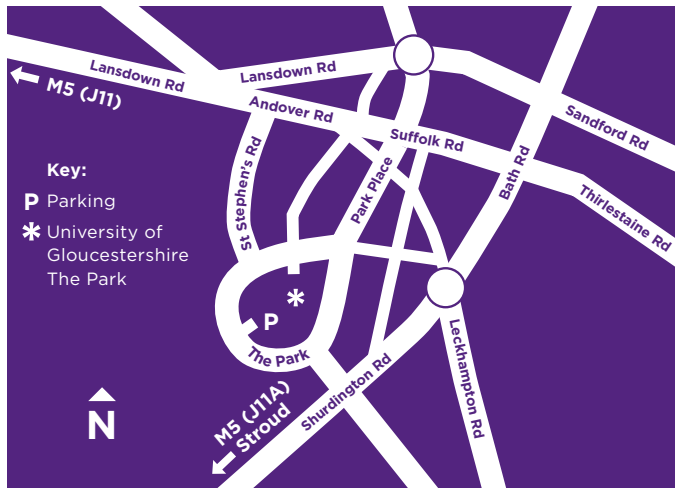 Lansdown Rd
Lansdown Rd
M5 (J11)
Andover Rd
Suffolk Rd
Sandford Rd
Bath Rd
Thirlestaine Rd
Park Place
St Stephen's Rd
Key:
P Parking
* University of
Gloucestershire
The Park
*
P
The Park
Leckhampton Rd
Shurdington Rd
M5 (J11A)
Stroud
N